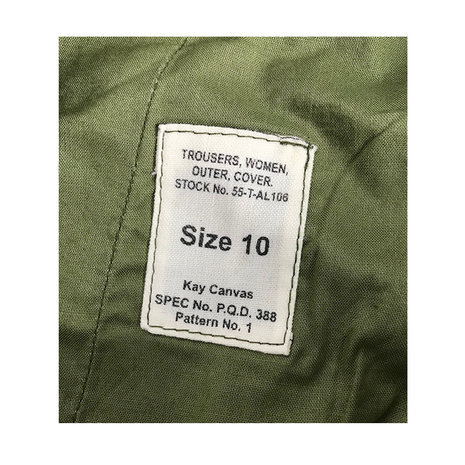 TROUSERS, WOMEN,
OUTER, COVER.
STOCK No. 55-T-AL106
Size 10
Kay Canvas
SPEC No. P.Q.D. 388
Pattern No. 1